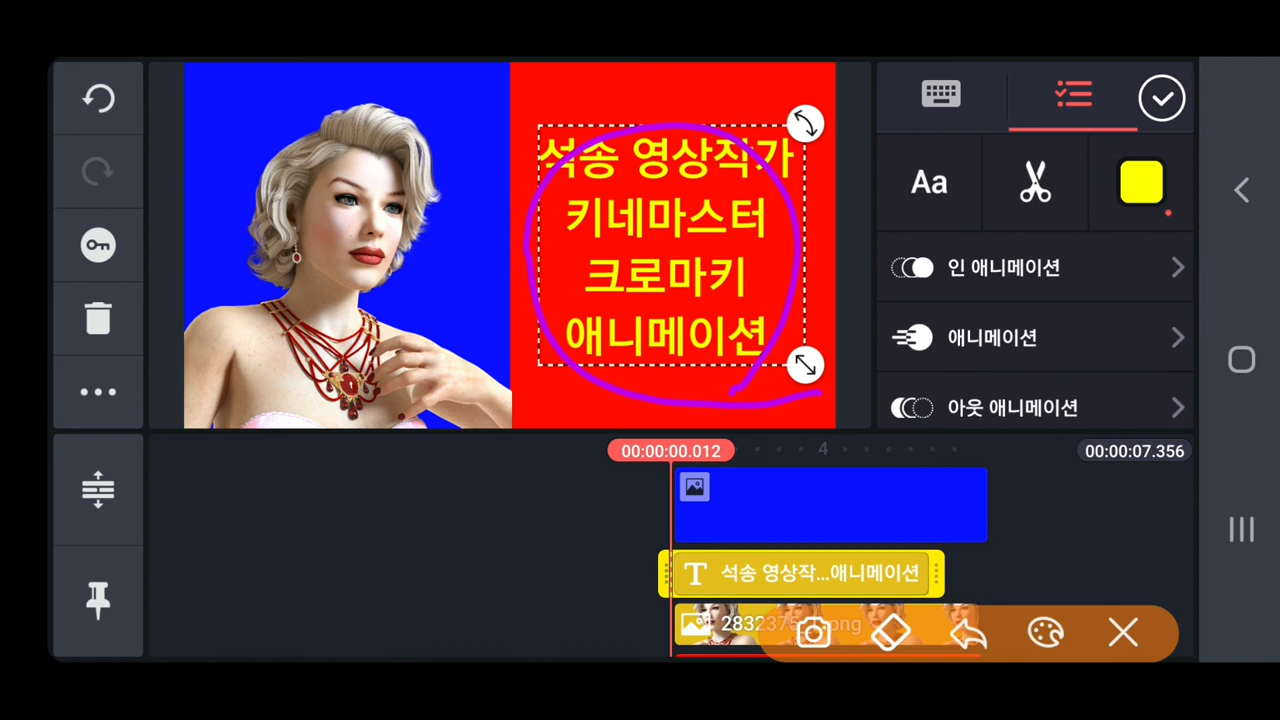 석송 영상작가
키네마스터
크로마키
애니메이션
Aa
인 애니메이션
애니메이션
아웃 애니메이션
00:00:00.012
4
00:00:07.356
T 석송 영상작...애니메이션
2832375 .png